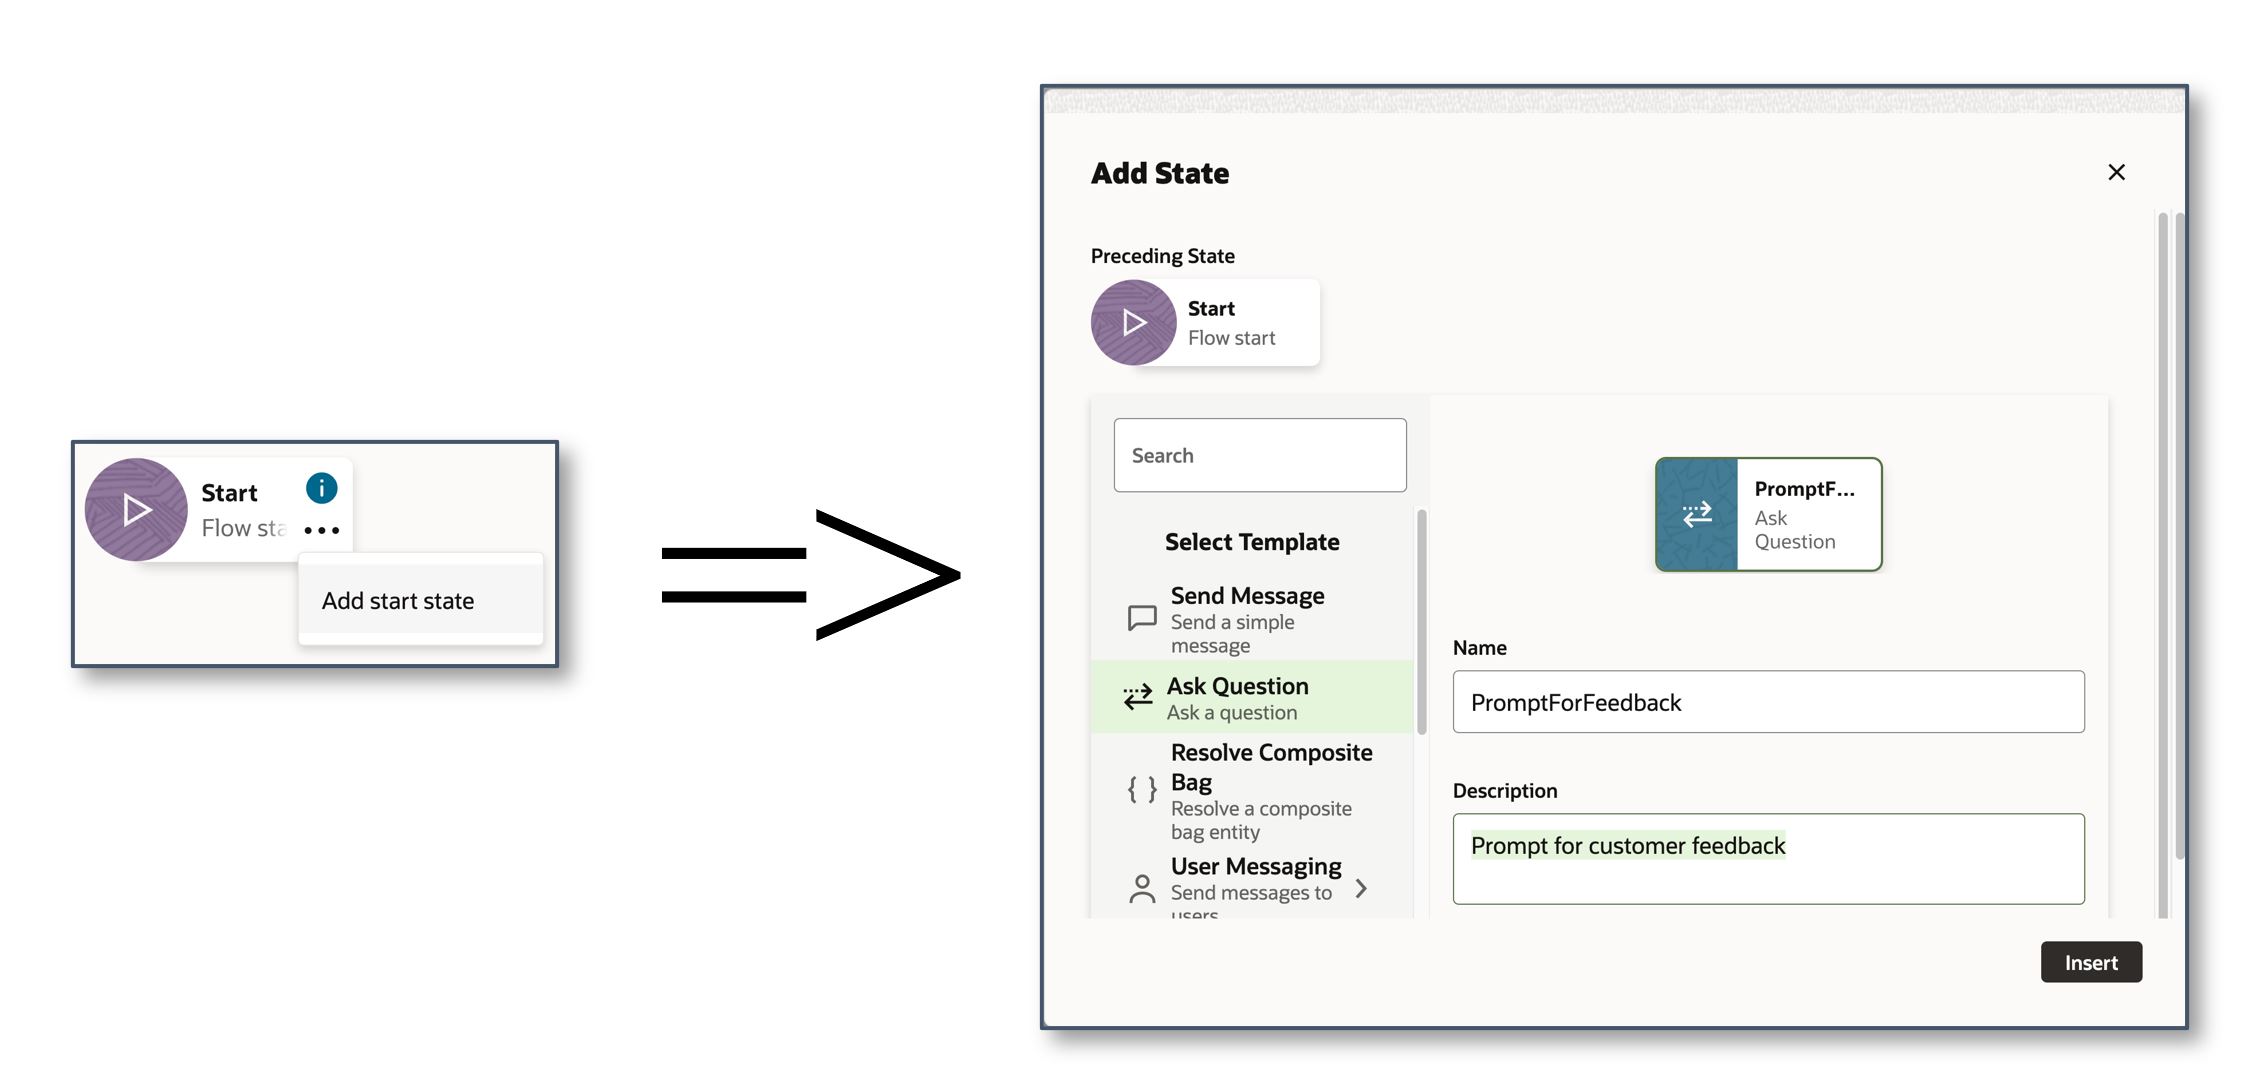 Start
Flow sta
Add start state
=>
Add State
Preceding State
Start
Flow start
Search
Select Template
Send Message
Send a simple
message
Ask Question
Ask a question
Resolve Composite
Bag
Resolve a composite
bag entity
User Messaging
Send messages to
users
PromptF...
Ask
Question
Name
PromptForFeedback
Description
Prompt for customer feedback
Insert